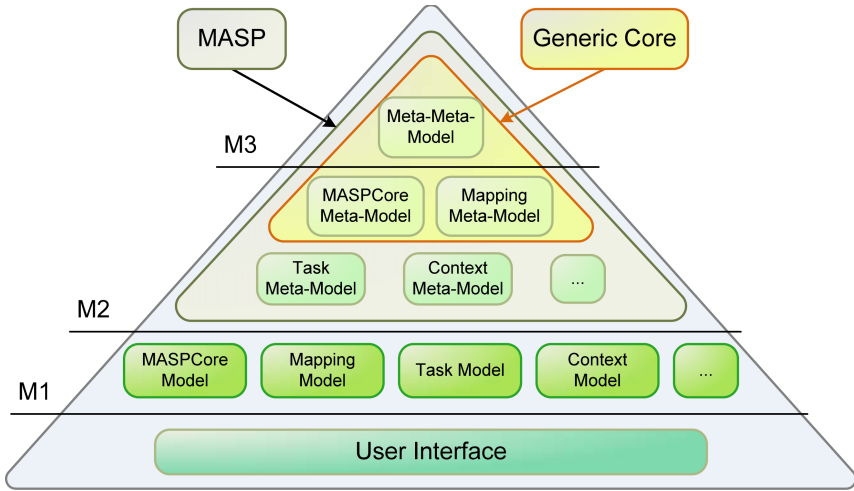 MASP
Generic Core
Meta-Meta-
Model
M3
MASPCore
Meta-Model
Mapping
Meta-Model
Task
Meta-Model
Context
Meta-Model
...
M2
MASPCore
Model
Mapping
Model
Task Model
Context
Model
...
M1
User Interface